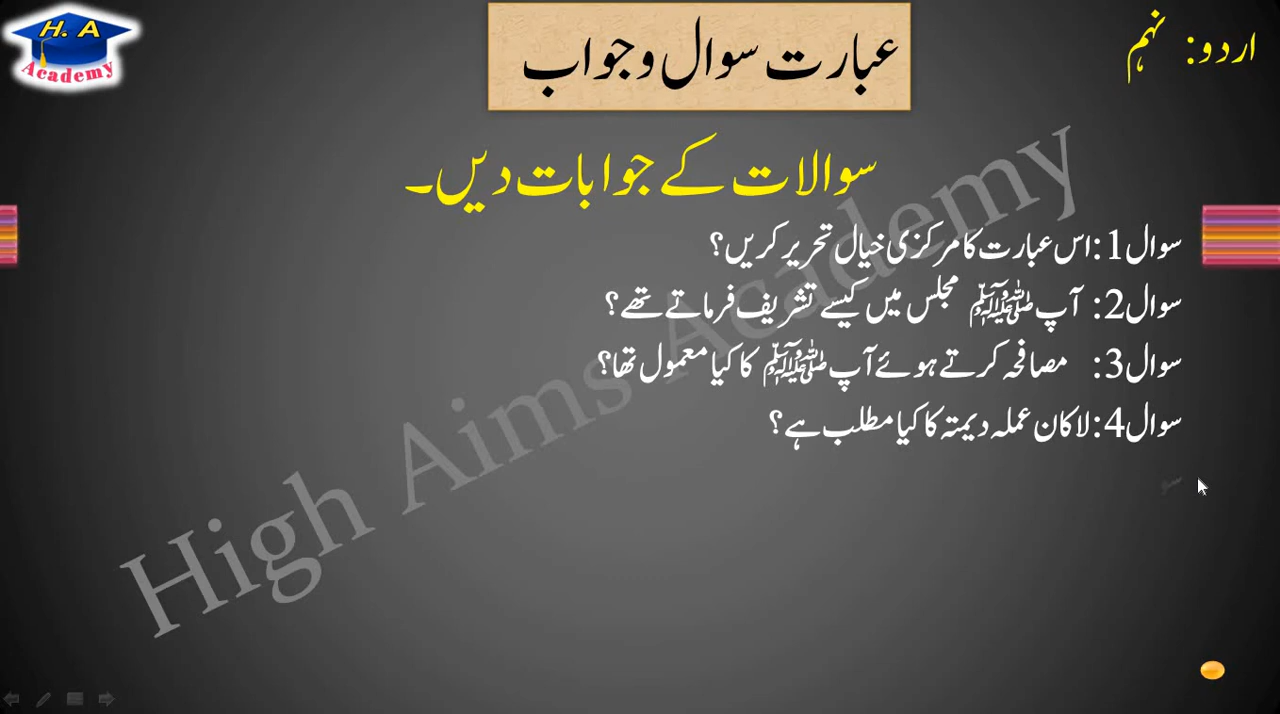 H. A
Academy
اردو: نہم
عبارت سوال و جواب
سوالات کے جوابات دیں۔
سوال1:اس عبارت کا مرکزی خیال تحریر کریں؟
سوال2: آپ ﷺ مجلس میں کیسے تشریف فرماتے تھے؟
سوال3: مصافحہ کرتے ہوئے آپ ﷺ کا کیا معمول تھا؟
سوال4:لاکان عملہ دیمتہ کا کیا مطلب ہے؟
High Aims Academy